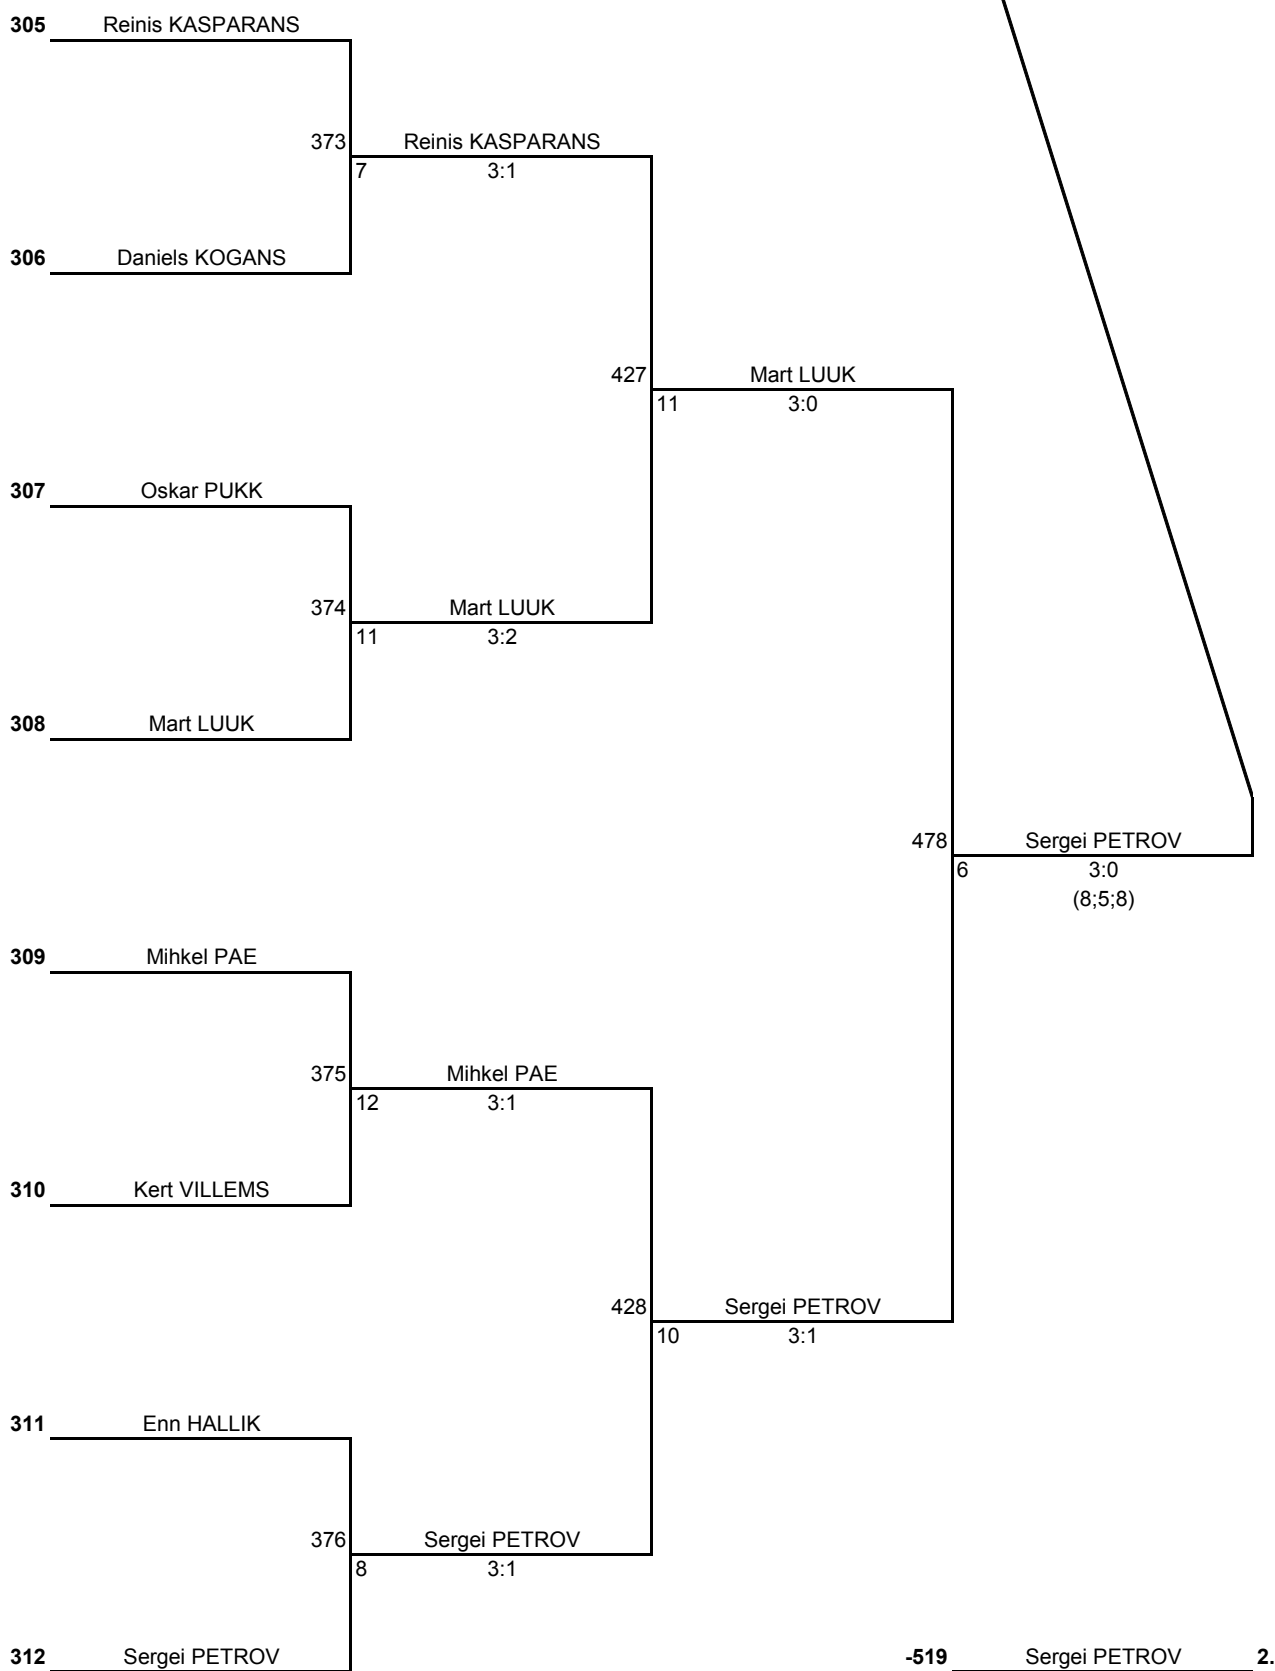 305 Reinis KASPARANS
373 Reinis KASPARANS
7 3:1
306 Daniels KOGANS
427 Mart LUUK
11 3:0
307 Oskar PUKK
374 Mart LUUK
11 3:2
308 Mart LUUK
478 Sergei PETROV
6 3:0
(8;5;8)
309 Mihkel PAE
375 Mihkel PAE
12 3:1
310 Kert VILLEMS
428 Sergei PETROV
10 3:1
311 Enn HALLIK
376 Sergei PETROV
8 3:1
312 Sergei PETROV -519 Sergei PETROV 2.